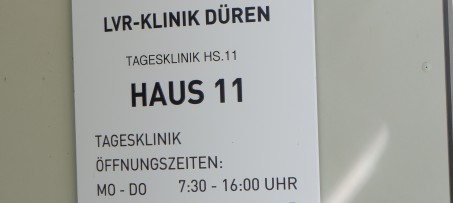 LVR-KLINIK DÜREN
TAGESKLINIK HS.11
HAUS 11
TAGESKLINIK
ÖFFNUNGSZEITEN:
MO - DO 7:30 - 16:00 UHR